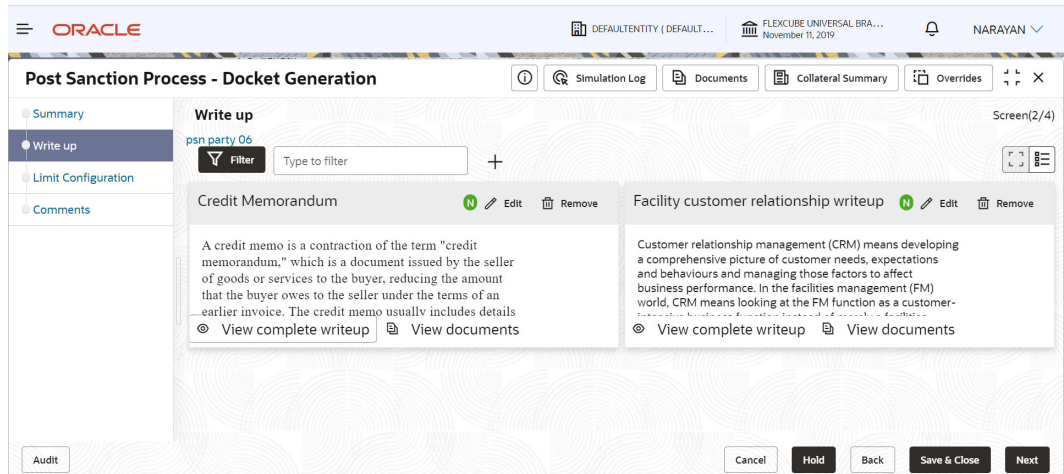 ORACLE
DEFAULTENTITY ( DEFAULT...
FLEXCUBE UNIVERSAL BRA...
November 11, 2019
NARAYAN
Post Sanction Process - Docket Generation
Simulation Log
Documents
Collateral Summary
Overrides
Summary
Write up
Limit Configuration
Comments
Write up
Screen(2/4)
psn party 06
Filter
Type to filter
Credit Memorandum
N
Edit
Remove
A credit memo is a contraction of the term "credit
memorandum," which is a document issued by the seller
of goods or services to the buyer, reducing the amount
that the buyer owes to the seller under the terms of an
earlier invoice. The credit memo usually includes details
View complete writeup
View documents
Facility customer relationship writeup
N
Edit
Remove
Customer relationship management (CRM) means developing
a comprehensive picture of customer needs, expectations
and behaviours and managing those factors to affect
business performance. In the facilities management (FM)
world, CRM means looking at the FM function as a customer-
intensive business function instead of merely a facilities
View complete writeup
View documents
Audit
Cancel
Hold
Back
Save & Close
Next